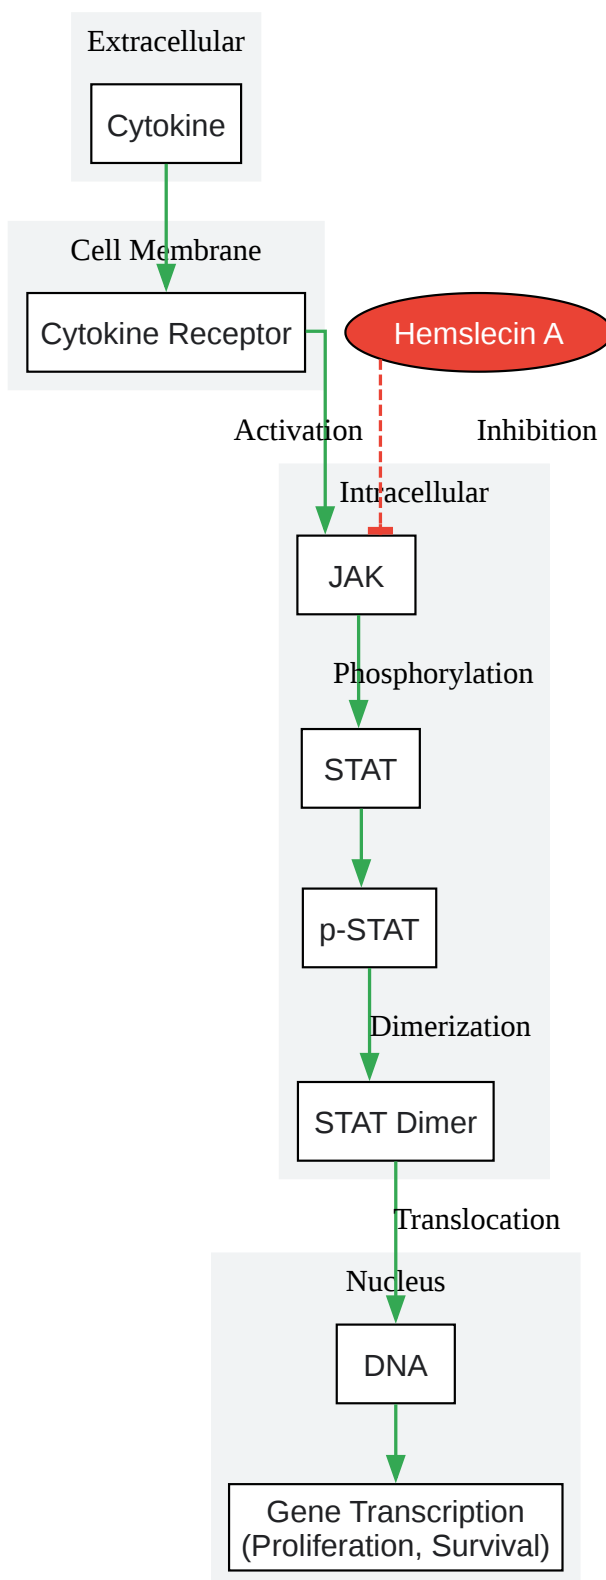 Extracellular
Cytokine
Cell Membrane
Cytokine Receptor
Hemslecin A
Activation
Inhibition
Intracellular
JAK
Phosphorylation
STAT
p-STAT
Dimerization
STAT Dimer
Translocation
Nucleus
DNA
Gene Transcription
(Proliferation, Survival)